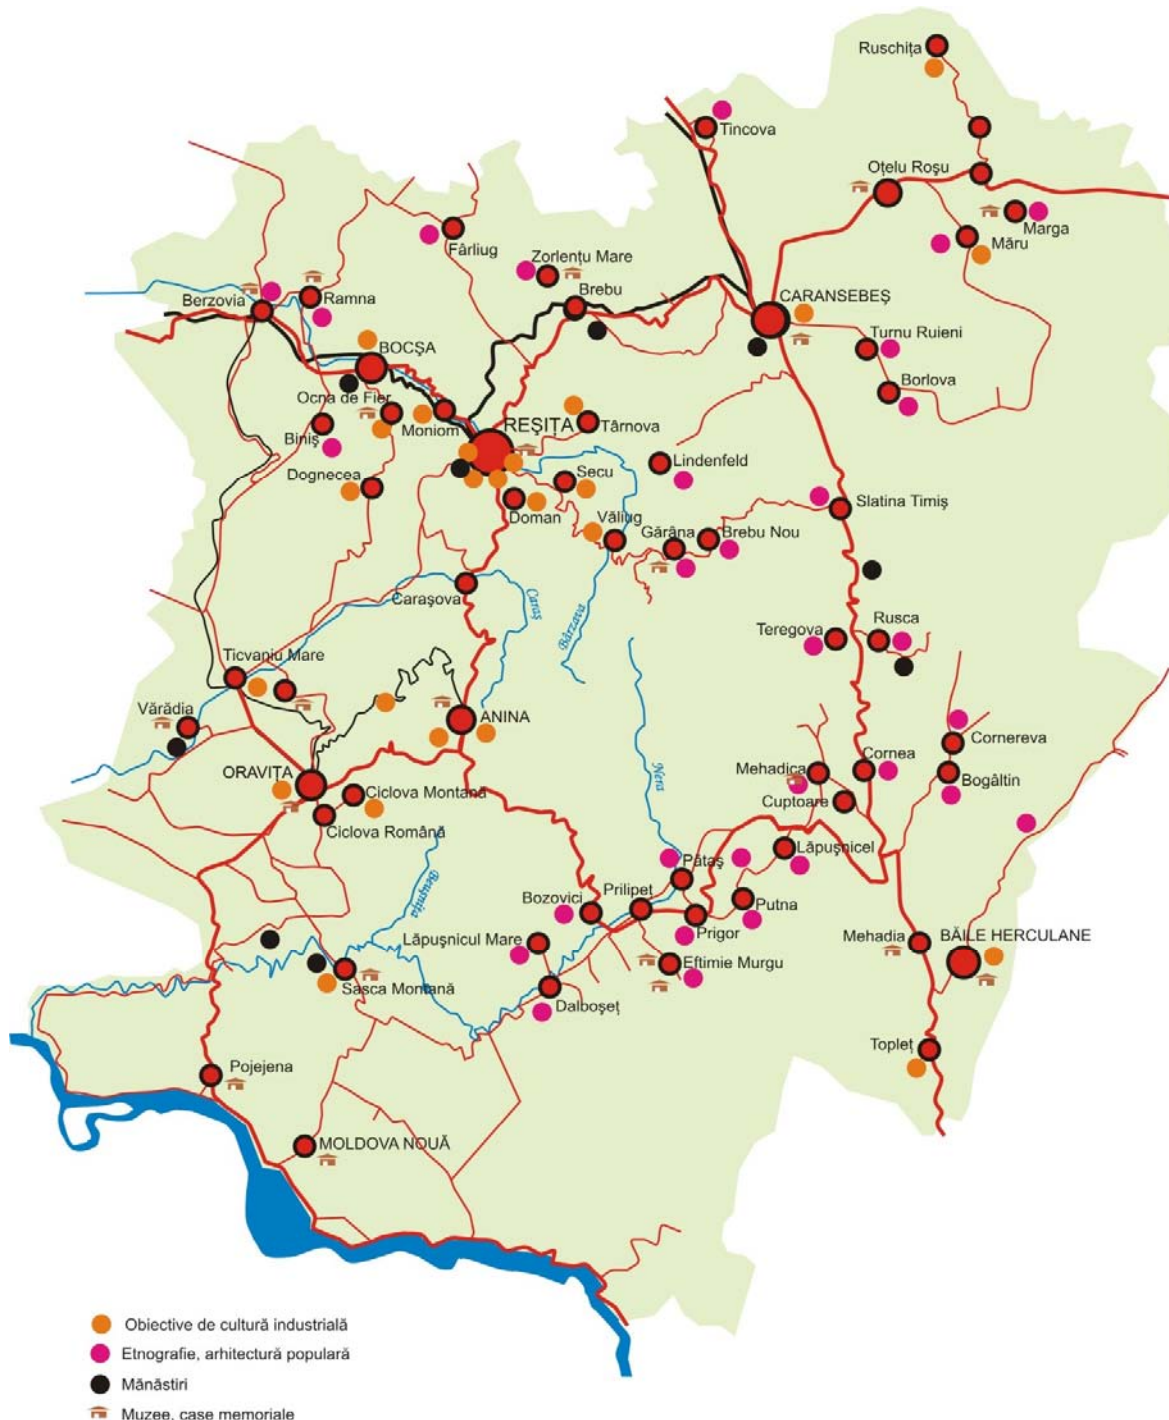 Ruschița
Tincova
Oțelu Roșu
Marga
Măru
Fârliug
Zorlențu Mare
Brebu
Berzovia
Ramna
CARANSEBEȘ
Turnu Ruieni
Borlova
BOCȘA
Ocna de Fier
Moniom
REȘIȚA
Târnova
Biniș
Dognecea
Lindenfeld
Secu
Doman
Văliug
Gărâna
Brebu Nou
Slatina Timiș
Carașova
Caraș
Bârzava
Teregova
Rusca
Ticvaniu Mare
Vărădia
ANINA
Cornereva
Nera
Mehadica
Cornea
Bogâltin
ORAVIȚA
Ciclova Montană
Cuptoare
Ciclova Română
Lăpușnicel
Pătaș
Beușnița
Bozovici
Prilipeț
Putna
Prigor
Lăpușnicul Mare
Mehadia
BĂILE HERCULANE
Eftimie Murgu
Sasca Montană
Dalboșeț
Topleț
Pojejena
MOLDOVA NOUĂ
Obiective de cultură industrială
Etnografie, arhitectură populară
Mănăstiri
Muzee, case memoriale